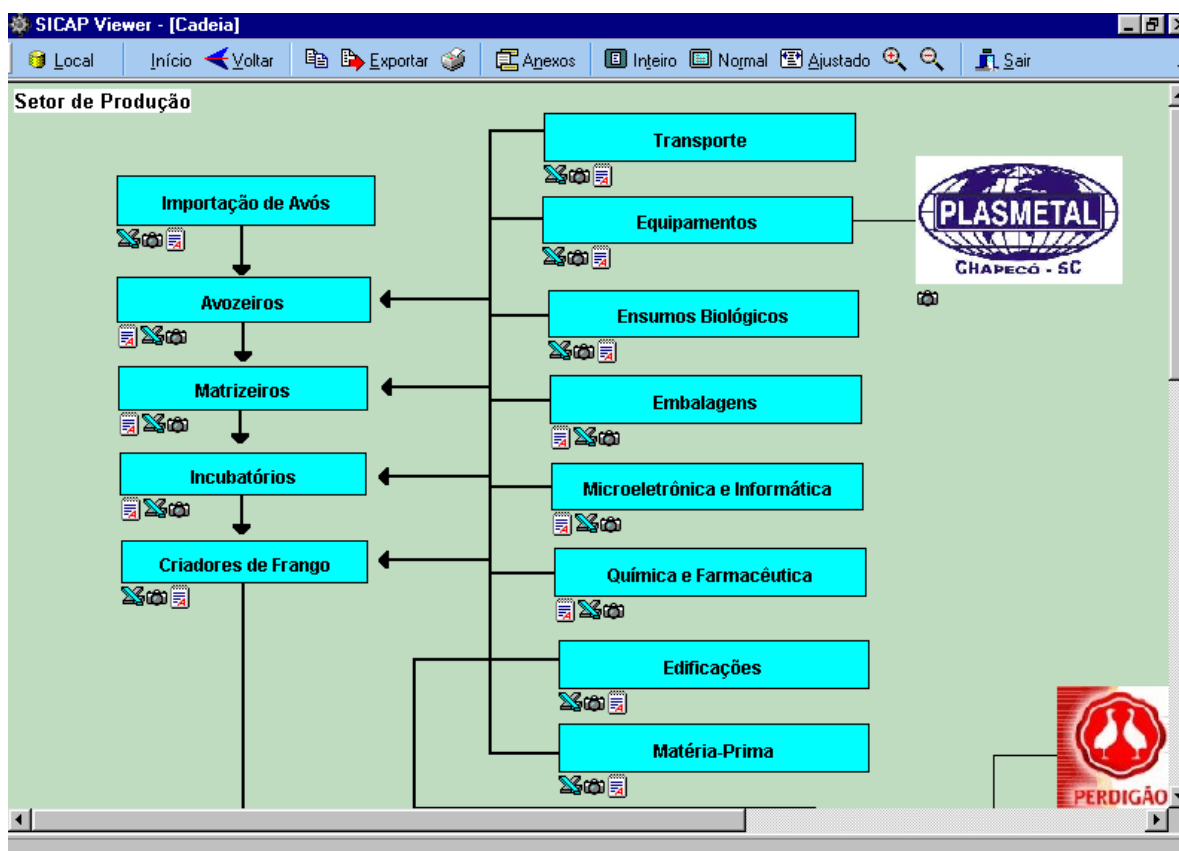 SICAP Viewer - [Cadeia]
Local Início Voltar Exportar Anexos Inteiro Normal Ajustado Sair
Setor de Produção
Transporte
Importação de Avós
Equipamentos
PLASMETAL
CHAPECÓ - SC
Avozeiros
Ensumos Biológicos
Matrizeiros
Embalagens
Incubatórios
Microeletrônica e Informática
Criadores de Frango
Química e Farmacêutica
Edificações
Matéria-Prima
PERDIGÃO